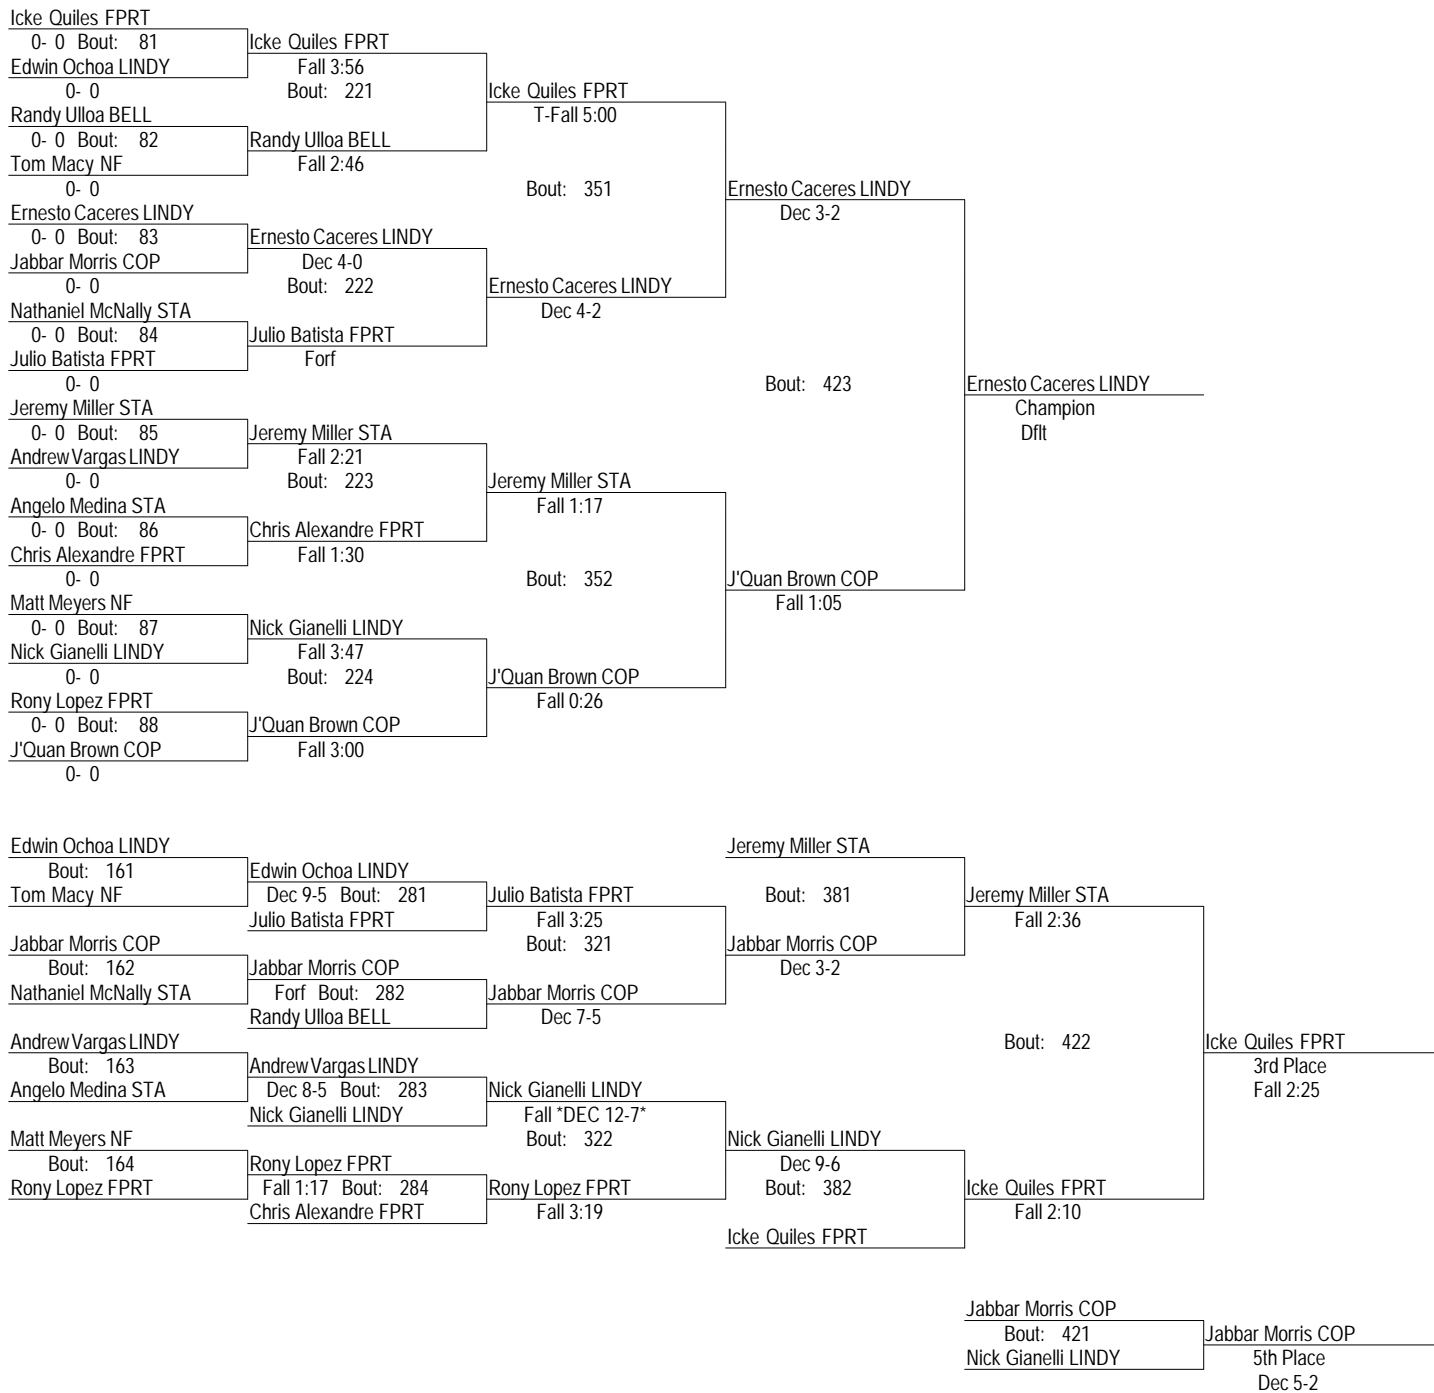 Icke Quiles FPRT
0- 0 Bout: 81
Icke Quiles FPRT
Edwin Ochoa LINDY
Fall 3:56
0- 0
Bout: 221
Icke Quiles FPRT
Randy Ulloa BELL
T-Fall 5:00
0- 0 Bout: 82
Randy Ulloa BELL
Tom Macy NF
Fall 2:46
0- 0
Bout: 351
Ernesto Caceres LINDY
Ernesto Caceres LINDY
Dec 3-2
0- 0 Bout: 83
Ernesto Caceres LINDY
Jabbar Morris COP
Dec 4-0
0- 0
Bout: 222
Ernesto Caceres LINDY
Nathaniel McNally STA
Dec 4-2
0- 0 Bout: 84
Julio Batista FPRT
Julio Batista FPRT
Forf
0- 0
Bout: 423
Ernesto Caceres LINDY
Jeremy Miller STA
Champion
0- 0 Bout: 85
Jeremy Miller STA
Dflt
Andrew Vargas LINDY
Fall 2:21
0- 0
Bout: 223
Jeremy Miller STA
Angelo Medina STA
Fall 1:17
0- 0 Bout: 86
Chris Alexandre FPRT
Chris Alexandre FPRT
Fall 1:30
0- 0
Bout: 352
J'Quan Brown COP
Matt Meyers NF
Fall 1:05
0- 0 Bout: 87
Nick Gianelli LINDY
Nick Gianelli LINDY
Fall 3:47
0- 0
Bout: 224
J'Quan Brown COP
Rony Lopez FPRT
Fall 0:26
0- 0 Bout: 88
J'Quan Brown COP
J'Quan Brown COP
Fall 3:00
0- 0
Edwin Ochoa LINDY
Jeremy Miller STA
Bout: 161
Edwin Ochoa LINDY
Tom Macy NF
Dec 9-5 Bout: 281
Julio Batista FPRT
Bout: 381
Jeremy Miller STA
Julio Batista FPRT
Fall 3:25
Fall 2:36
Jabbar Morris COP
Bout: 321
Jabbar Morris COP
Bout: 162
Jabbar Morris COP
Dec 3-2
Nathaniel McNally STA
Forf Bout: 282
Jabbar Morris COP
Randy Ulloa BELL
Dec 7-5
Andrew Vargas LINDY
Bout: 422
Icke Quiles FPRT
Bout: 163
Andrew Vargas LINDY
3rd Place
Angelo Medina STA
Dec 8-5 Bout: 283
Nick Gianelli LINDY
Fall 2:25
Nick Gianelli LINDY
Fall *DEC 12-7*
Matt Meyers NF
Bout: 322
Nick Gianelli LINDY
Bout: 164
Rony Lopez FPRT
Dec 9-6
Rony Lopez FPRT
Fall 1:17 Bout: 284
Rony Lopez FPRT
Bout: 382
Icke Quiles FPRT
Chris Alexandre FPRT
Fall 3:19
Fall 2:10
Icke Quiles FPRT
Jabbar Morris COP
Bout: 421
Jabbar Morris COP
Nick Gianelli LINDY
5th Place
Dec 5-2